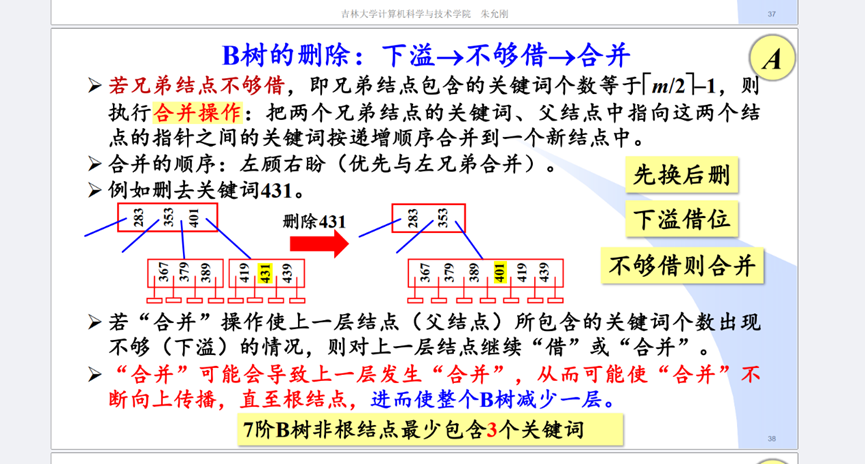 吉林大学计算机科学与技术学院 朱允刚
37
B树的删除：下溢→不够借→合并
A
➢若兄弟结点不够借，即兄弟结点包含的关键词个数等于⌈m/2⌉–1，则
执行合并操作：把两个兄弟结点的关键词、父结点中指向这两个结
点的指针之间的关键词按递增顺序合并到一个新结点中。
➢合并的顺序：左顾右盼（优先与左兄弟合并）。
➢例如删去关键词431。
先换后删
下溢借位
不够借则合并
283 353 401
删除431
283 353
367 379 389
419 431 439
367 379 389 401 419 439
➢若“合并”操作使上一层结点（父结点）所包含的关键词个数出现
不够（下溢）的情况，则对上一层结点继续“借”或“合并”。
➢“合并”可能会导致上一层发生“合并”，从而可能使“合并”不
断向上传播，直至根结点，进而使整个B树减少一层。
7阶B树非根结点最少包含3个关键词
38